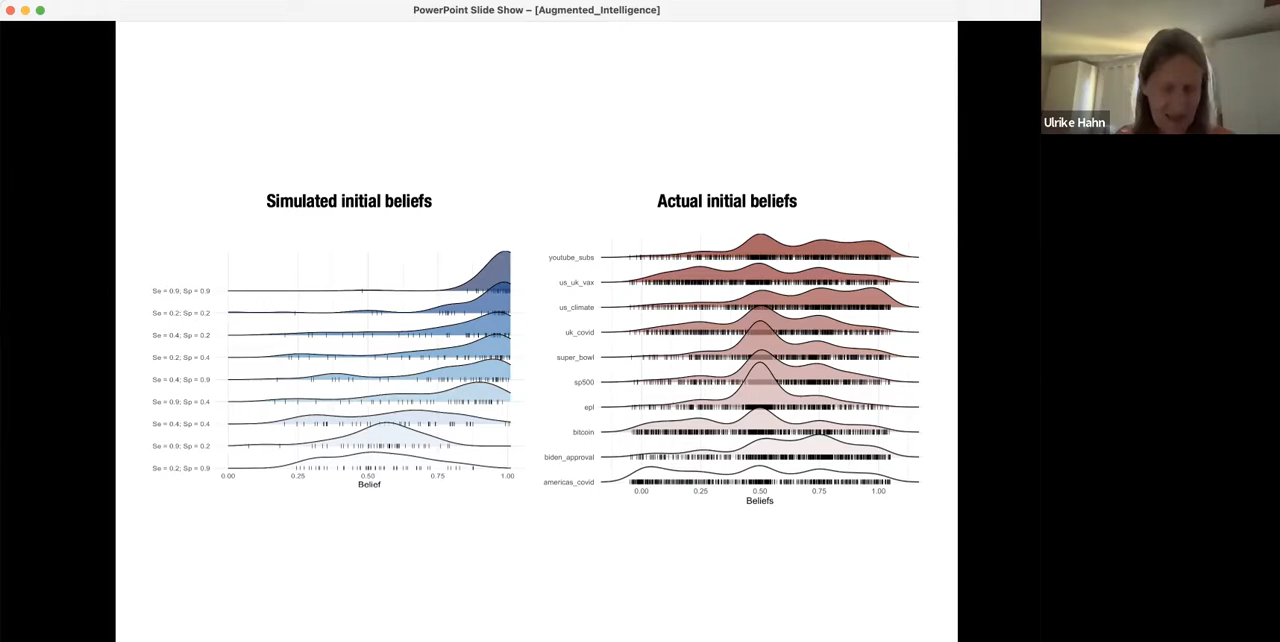 PowerPoint Slide Show – [Augmented_Intelligence]
Ulrike Hahn
Simulated initial beliefs
Se = 0.9; Sp = 0.9
Se = 0.2; Sp = 0.2
Se = 0.4; Sp = 0.2
Se = 0.2; Sp = 0.4
Se = 0.4; Sp = 0.9
Se = 0.9; Sp = 0.4
Se = 0.4; Sp = 0.4
Se = 0.9; Sp = 0.2
Se = 0.2; Sp = 0.9
0.00 0.25 0.50 0.75 1.00
Belief
Actual initial beliefs
youtube_subs
us_uk_vax
us_climate
uk_covid
super_bowl
sp500
epl
bitcoin
biden_approval
americas_covid
0.00 0.25 0.50 0.75 1.00
Beliefs